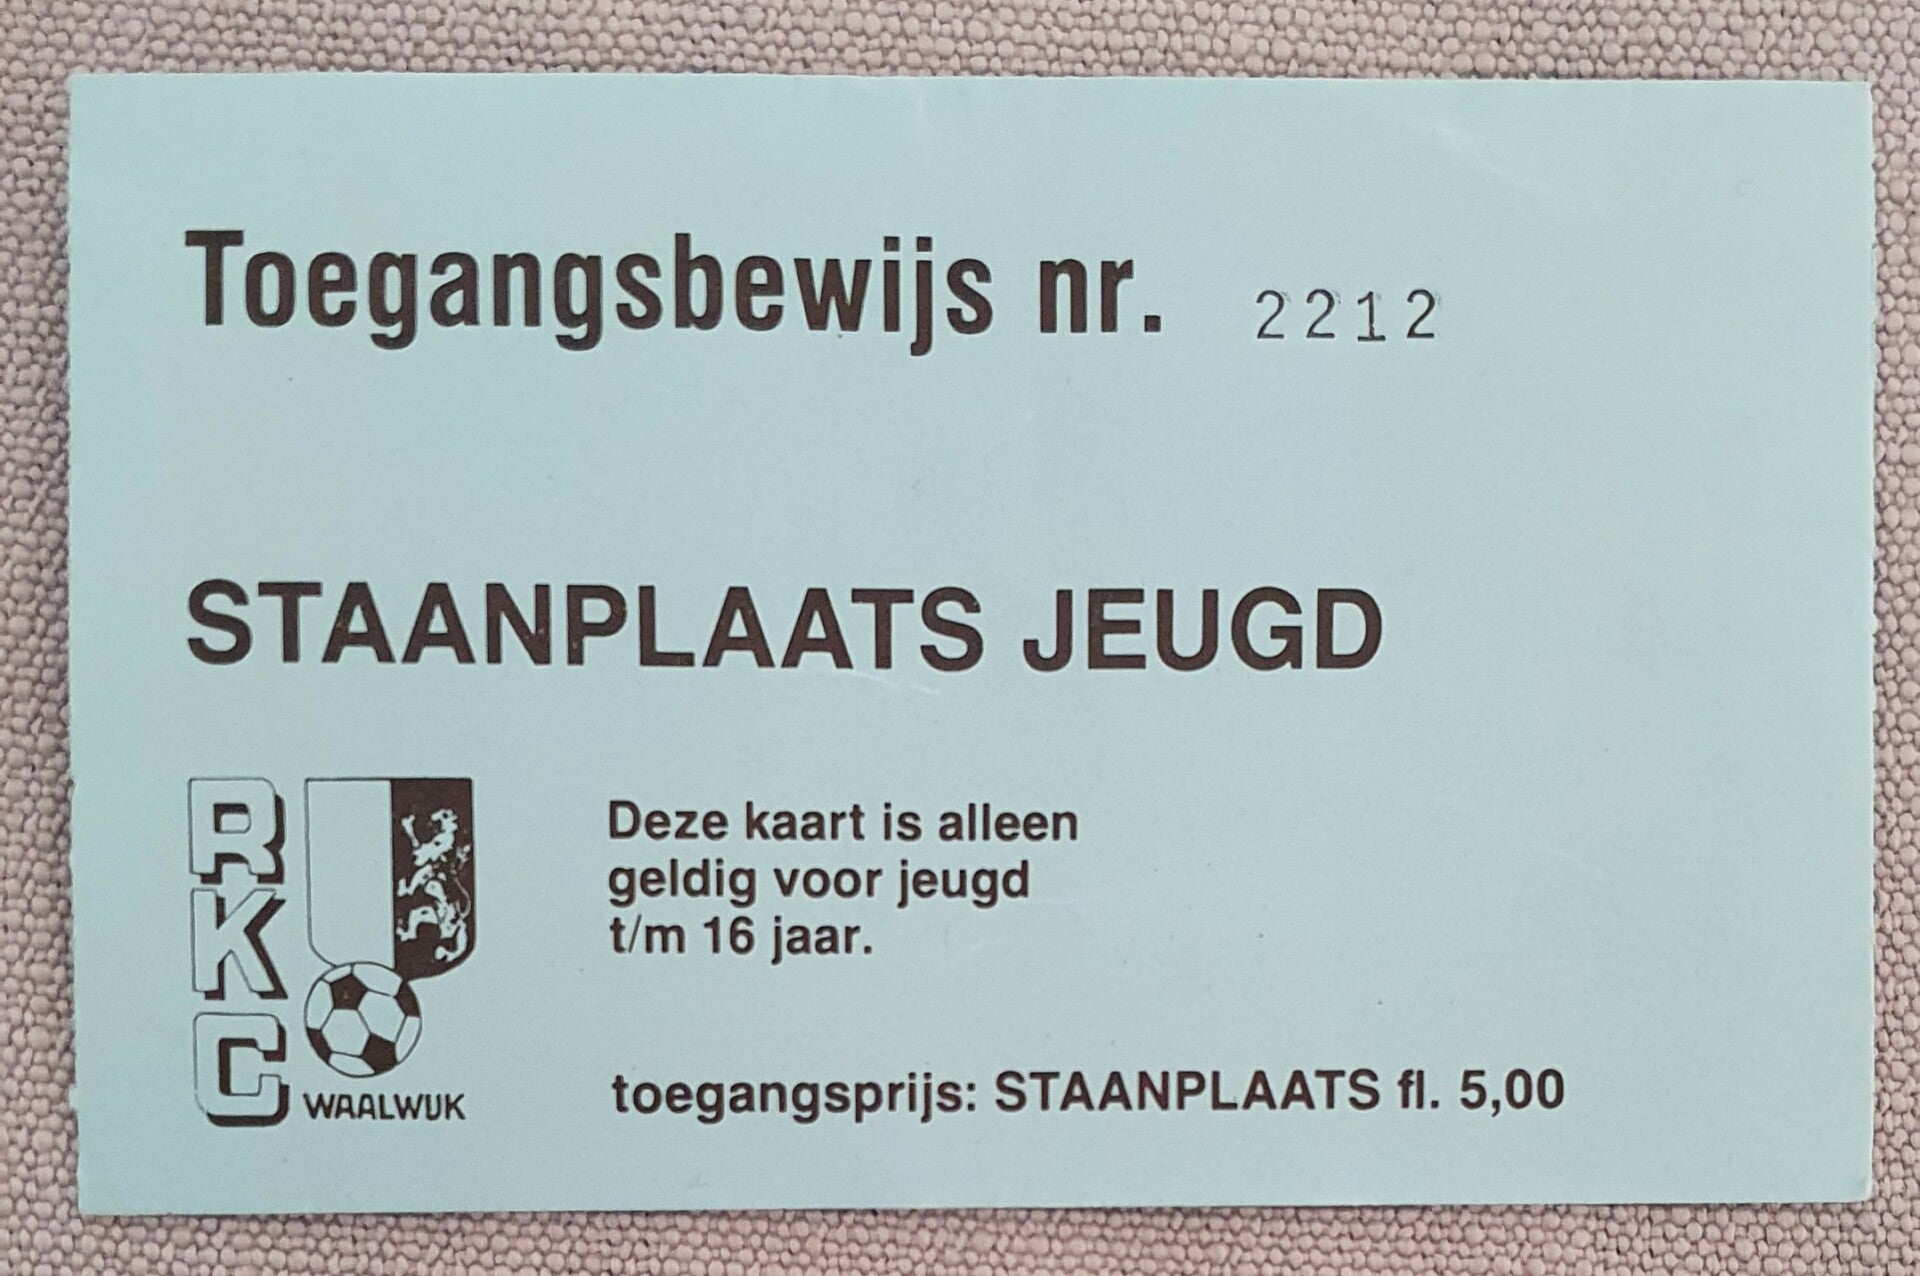 Toegangsbewijs nr. 2212
STAANPLAATS JEUGD
RKC
WAALWIJK
Deze kaart is alleen
geldig voor jeugd
t/m 16 jaar.
toegangsprijs: STAANPLAATS fl. 5,00